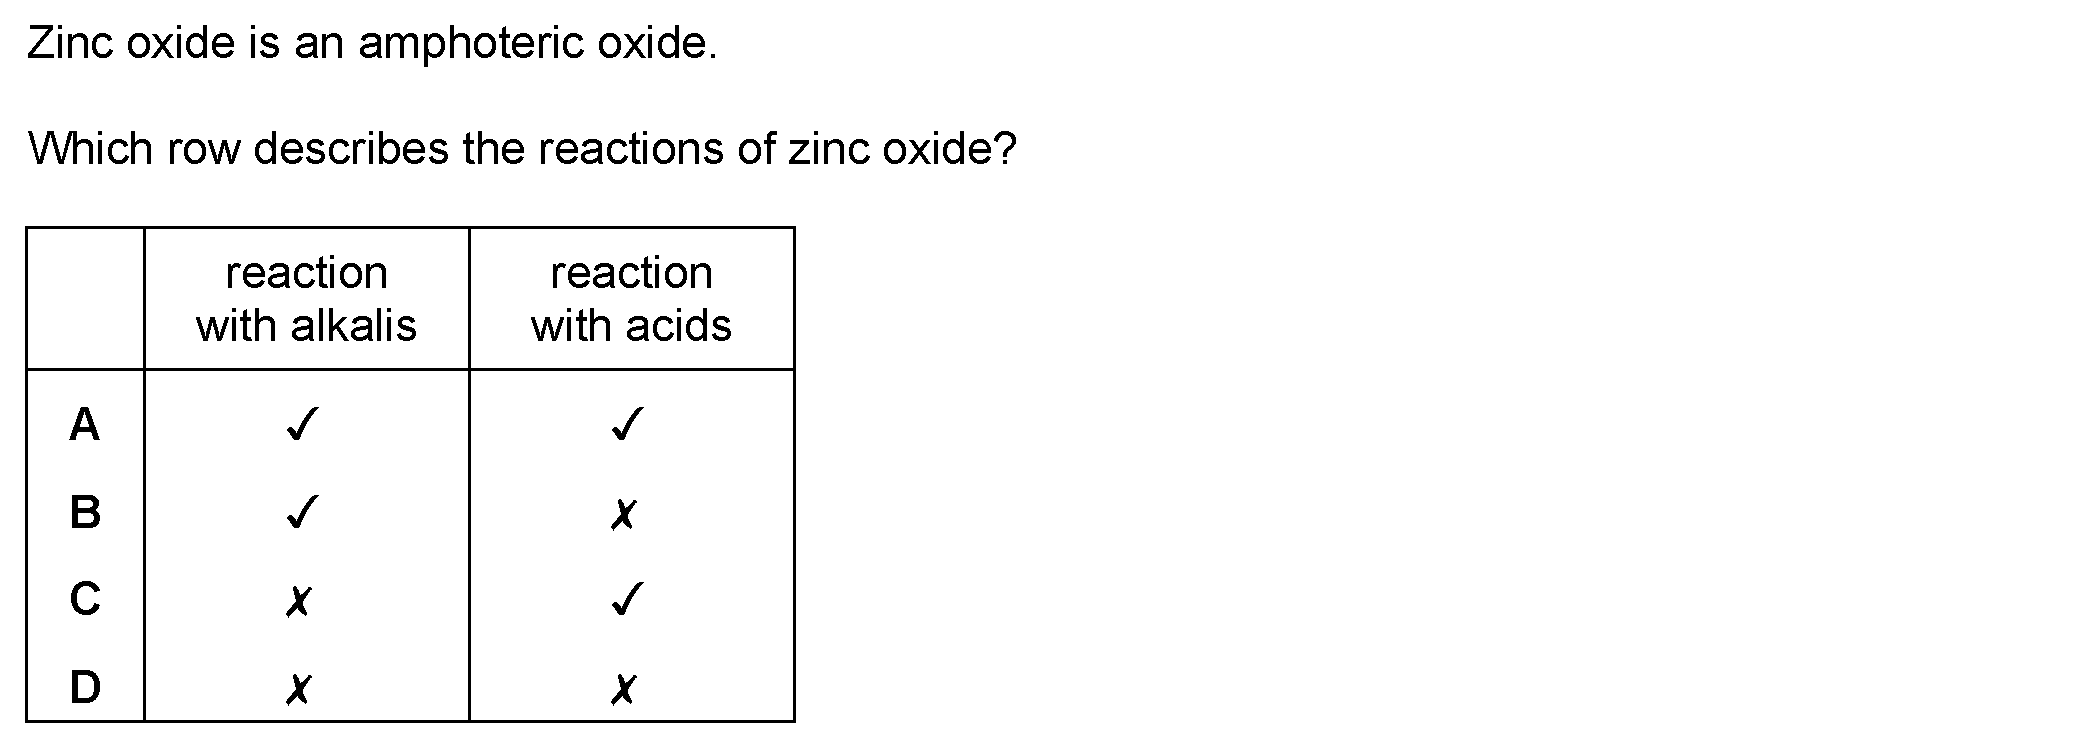 Zinc oxide is an amphoteric oxide.
Which row describes the reactions of zinc oxide?
reaction with alkalis reaction with acids
A ✓ ✓
B ✓ ✗
C ✗ ✓
D ✗ ✗